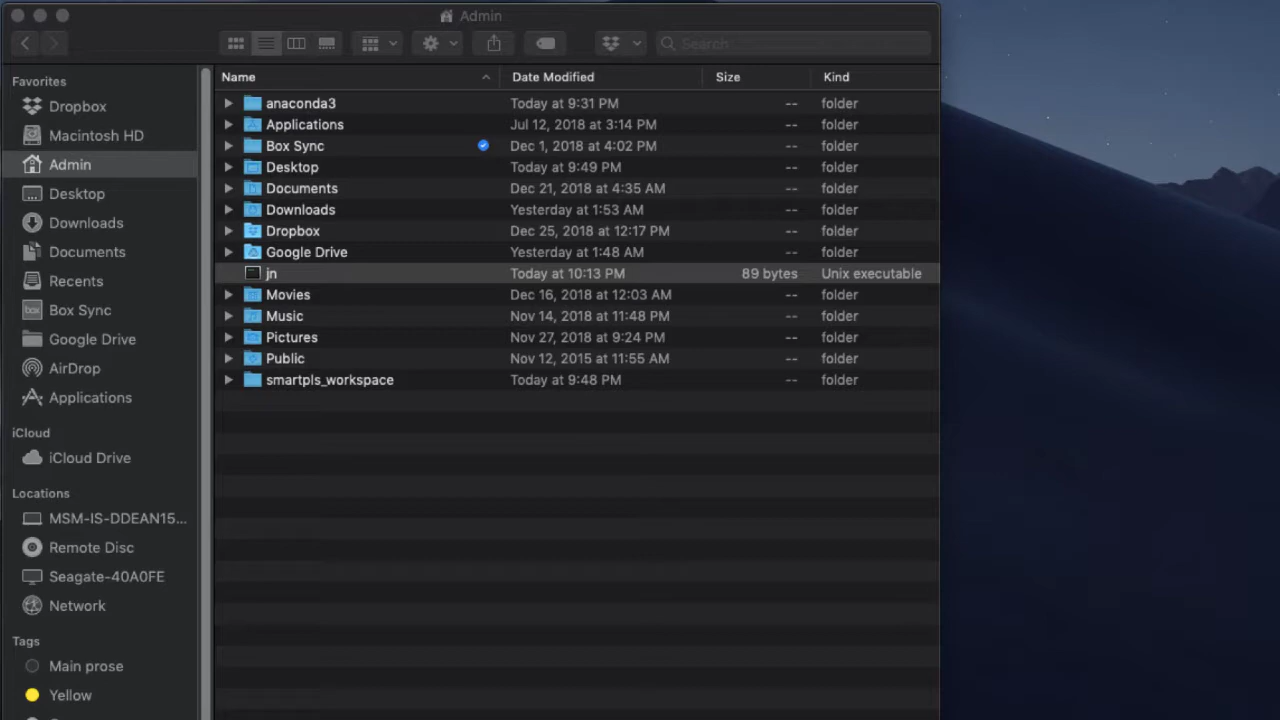 Admin
Search
Favorites
Dropbox
Macintosh HD
Admin
Desktop
Downloads
Documents
Recents
Box Sync
Google Drive
AirDrop
Applications
iCloud
iCloud Drive
Locations
MSM-IS-DDEAN15...
Remote Disc
Seagate-40A0FE
Network
Tags
Main prose
Yellow
Name Date Modified Size Kind
anaconda3 Today at 9:31 PM -- folder
Applications Jul 12, 2018 at 3:14 PM -- folder
Box Sync Dec 1, 2018 at 4:02 PM -- folder
Desktop Today at 9:49 PM -- folder
Documents Dec 21, 2018 at 4:35 AM -- folder
Downloads Yesterday at 1:53 AM -- folder
Dropbox Dec 25, 2018 at 12:17 PM -- folder
Google Drive Yesterday at 1:48 AM -- folder
jn Today at 10:13 PM 89 bytes Unix executable
Movies Dec 16, 2018 at 12:03 AM -- folder
Music Nov 14, 2018 at 11:48 PM -- folder
Pictures Nov 27, 2018 at 9:24 PM -- folder
Public Nov 12, 2015 at 11:55 AM -- folder
smartpls_workspace Today at 9:48 PM -- folder